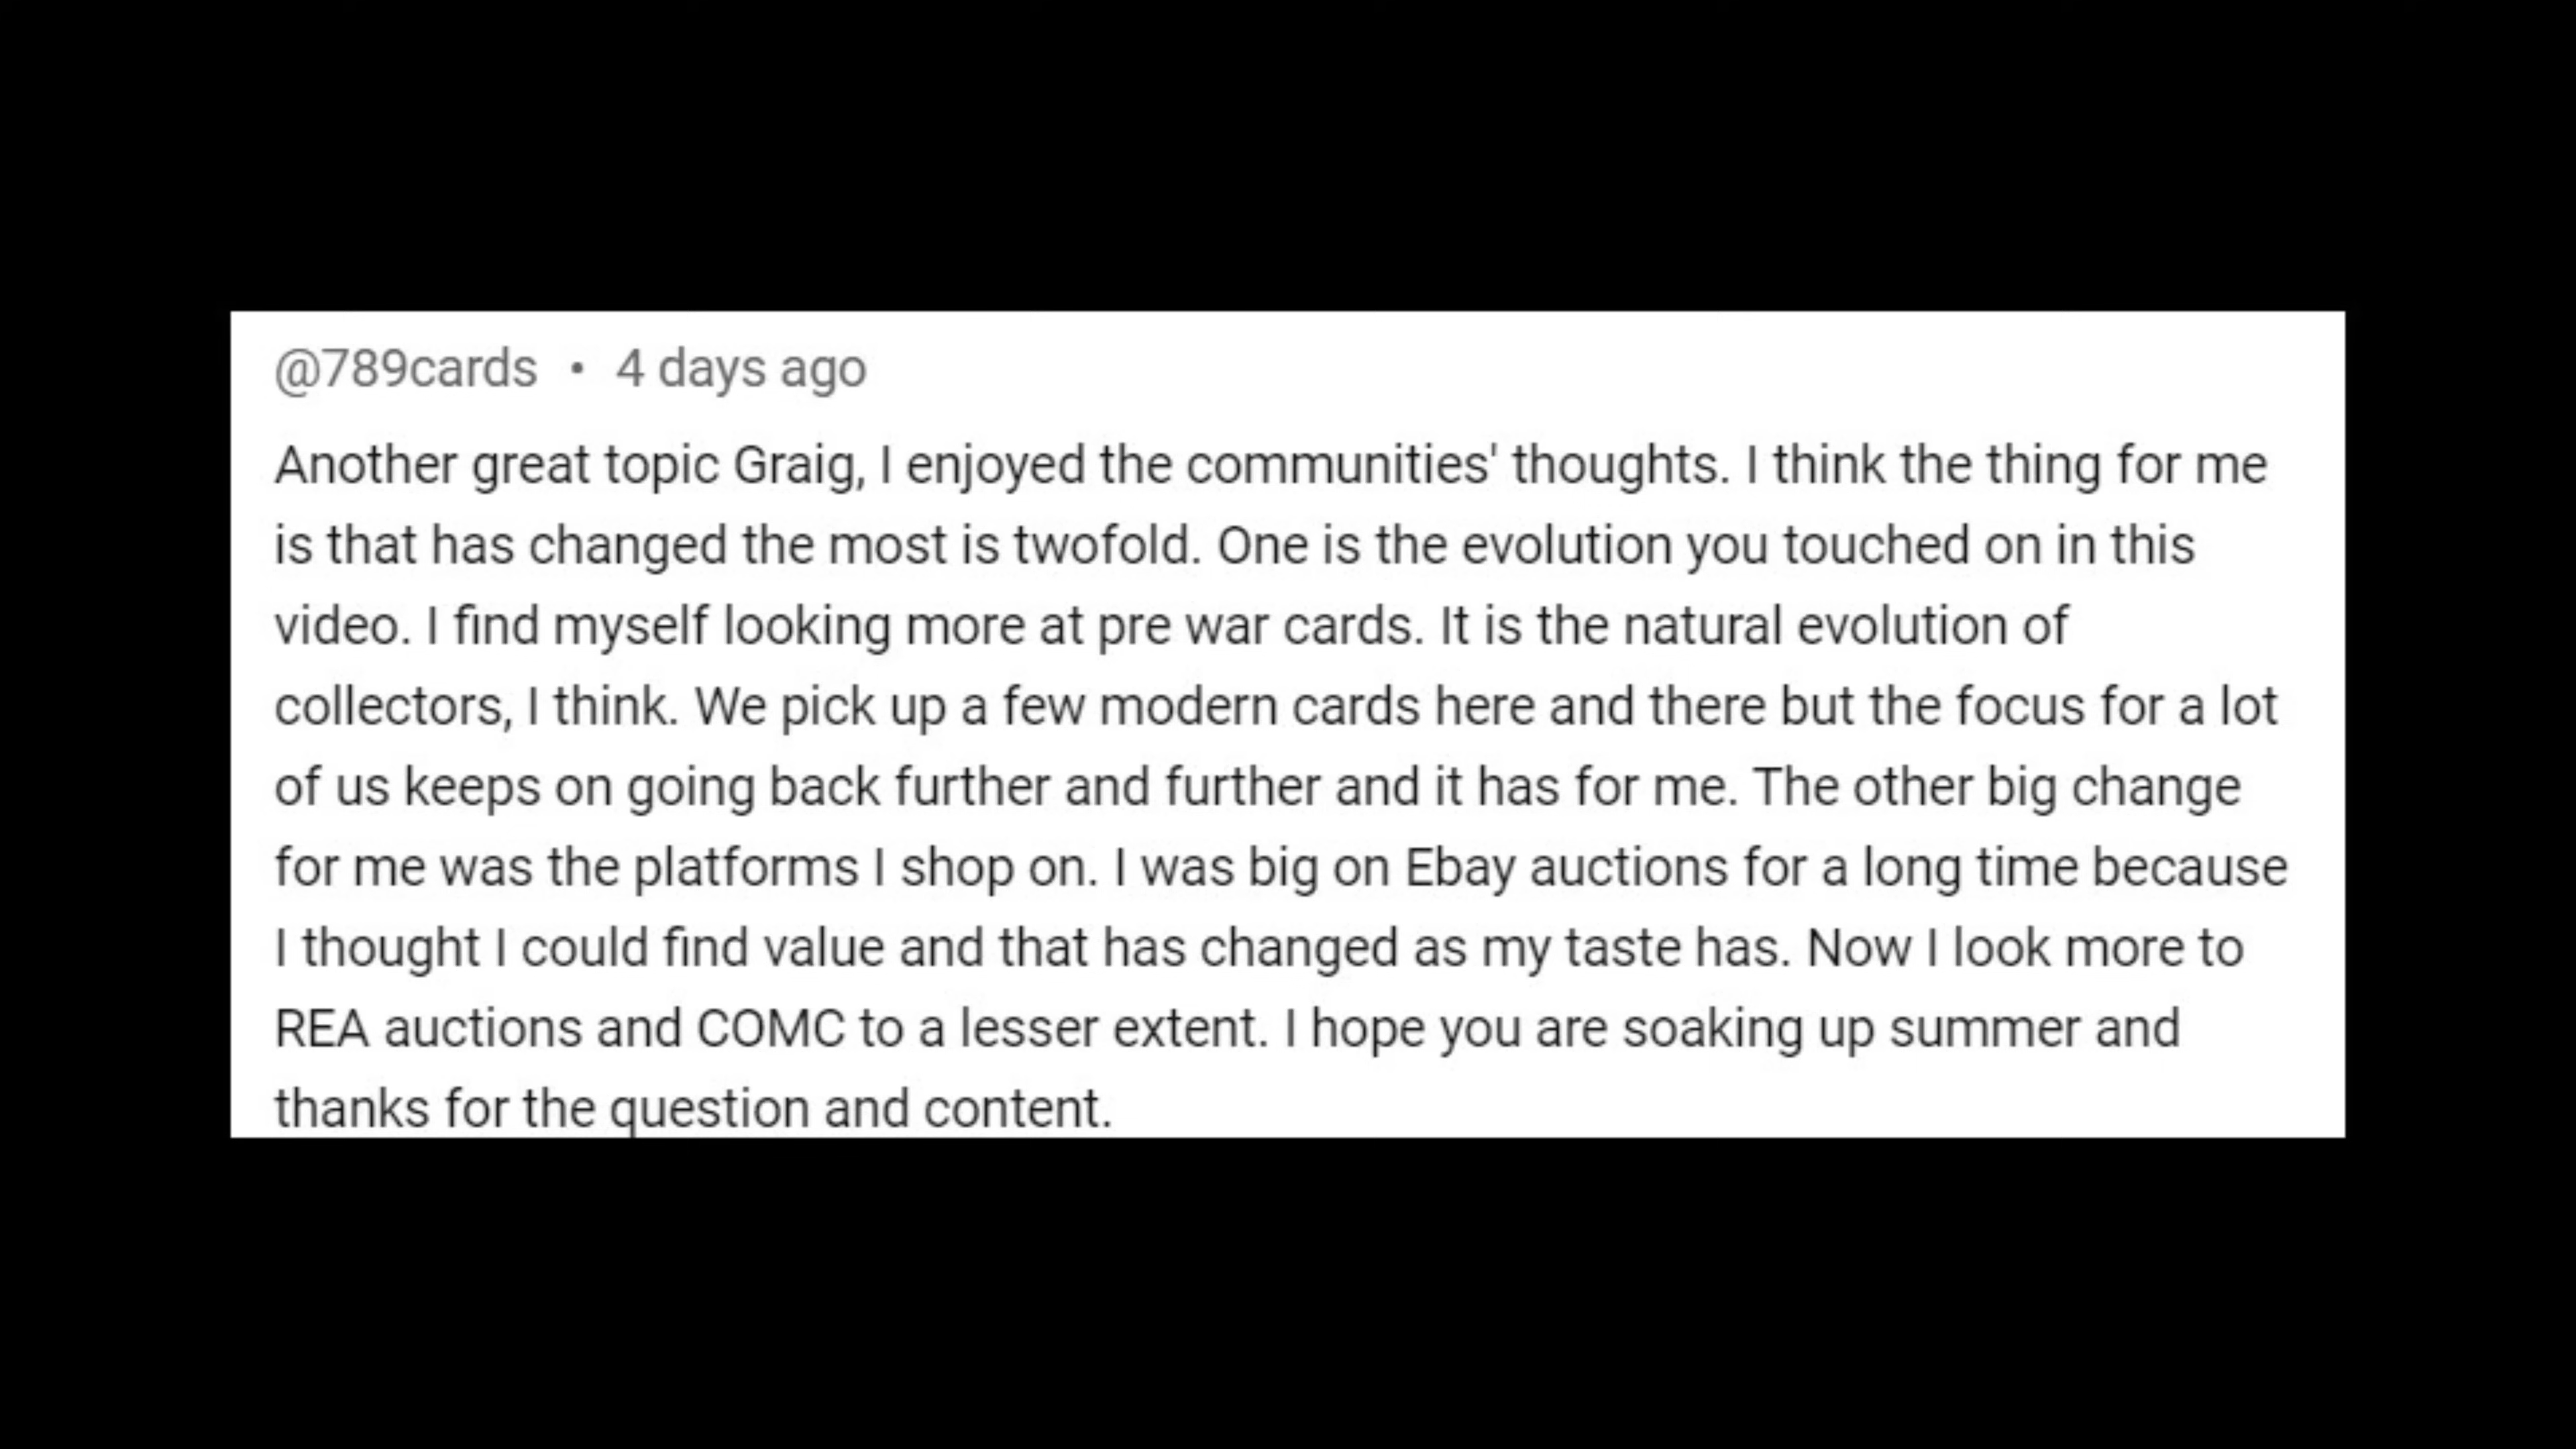 @789cards • 4 days ago
Another great topic Graig, I enjoyed the communities' thoughts. I think the thing for me
is that has changed the most is twofold. One is the evolution you touched on in this
video. I find myself looking more at pre war cards. It is the natural evolution of
collectors, I think. We pick up a few modern cards here and there but the focus for a lot
of us keeps on going back further and further and it has for me. The other big change
for me was the platforms I shop on. I was big on Ebay auctions for a long time because
I thought I could find value and that has changed as my taste has. Now I look more to
REA auctions and COMC to a lesser extent. I hope you are soaking up summer and
thanks for the question and content.